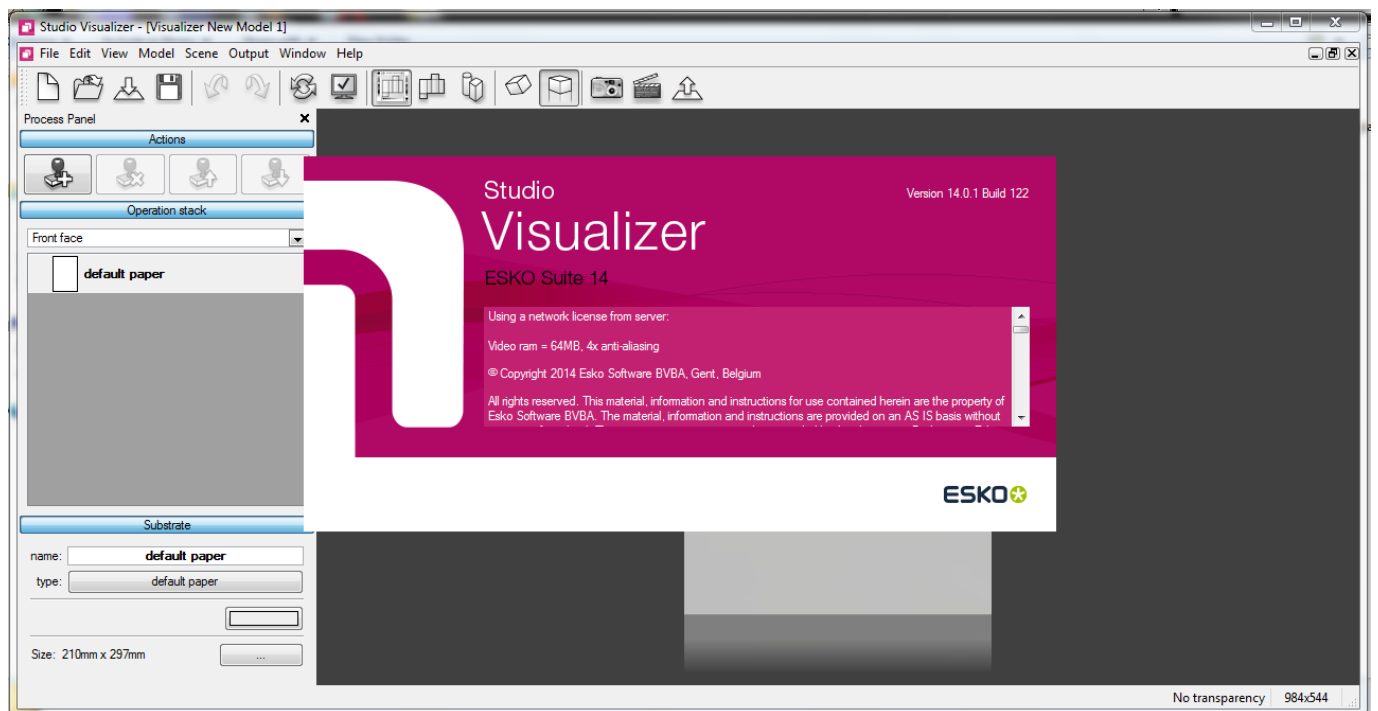 Studio Visualizer - [Visualizer New Model 1]
File Edit View Model Scene Output Window Help
Process Panel
Actions
Operation stack
Front face
default paper
Substrate
name: default paper
type: default paper
Size: 210mm x 297mm ...
Studio
Visualizer
Version 14.0.1 Build 122
ESKO Suite 14
Using a network license from server:
Video ram = 64MB, 4x anti-aliasing
© Copyright 2014 Esko Software BVBA, Gent, Belgium
All rights reserved. This material, information and instructions for use contained herein are the property of
Esko Software BVBA. The material, information and instructions are provided on an AS IS basis without
ESKO
No transparency 984x544